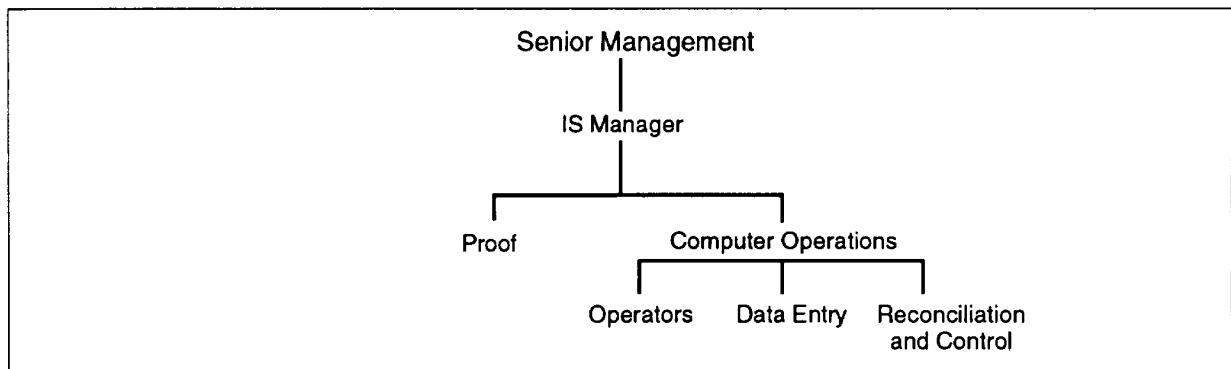 Senior Management
IS Manager
Proof
Computer Operations
Operators
Data Entry
Reconciliation
and Control